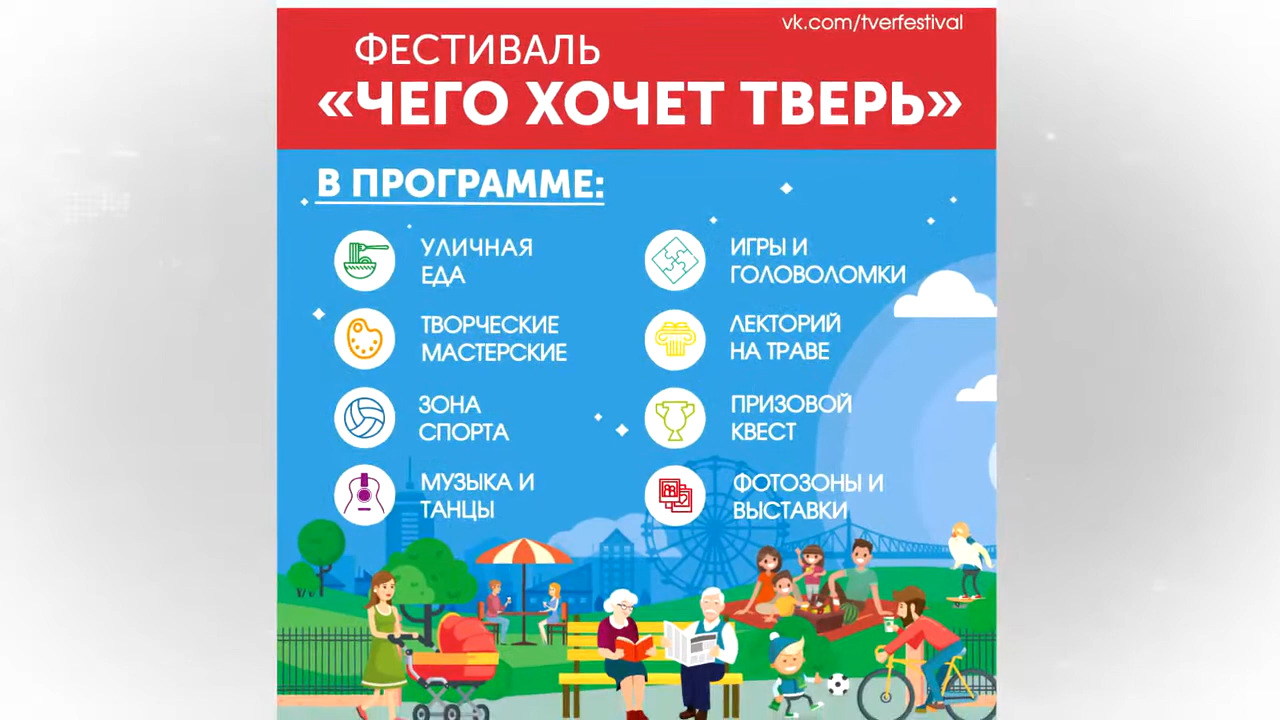 vk.com/tverfestival
ФЕСТИВАЛЬ
«ЧЕГО ХОЧЕТ ТВЕРЬ»
В ПРОГРАММЕ:
УЛИЧНАЯ
ЕДА
ТВОРЧЕСКИЕ
МАСТЕРСКИЕ
ЗОНА
СПОРТА
МУЗЫКА И
ТАНЦЫ
ИГРЫ И
ГОЛОВОЛОМКИ
ЛЕКТОРИЙ
НА ТРАВЕ
ПРИЗОВОЙ
КВЕСТ
ФОТОЗОНЫ И
ВЫСТАВКИ